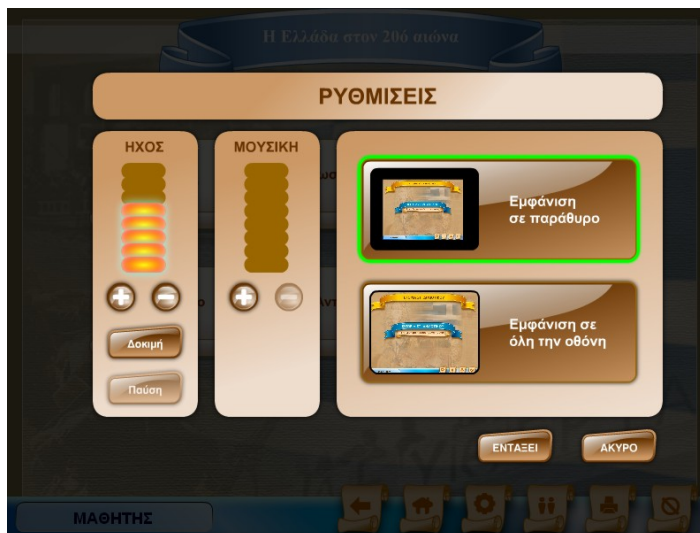 Η Ελλάδα στον 20ό αιώνα
ΡΥΘΜΙΣΕΙΣ
ΗΧΟΣ
ΜΟΥΣΙΚΗ
Εμφάνιση
σε παράθυρο
Εμφάνιση σε
όλη την οθόνη
Δοκιμή
Παύση
ΕΝΤΑΞΕΙ
ΑΚΥΡΟ
ΜΑΘΗΤΗΣ